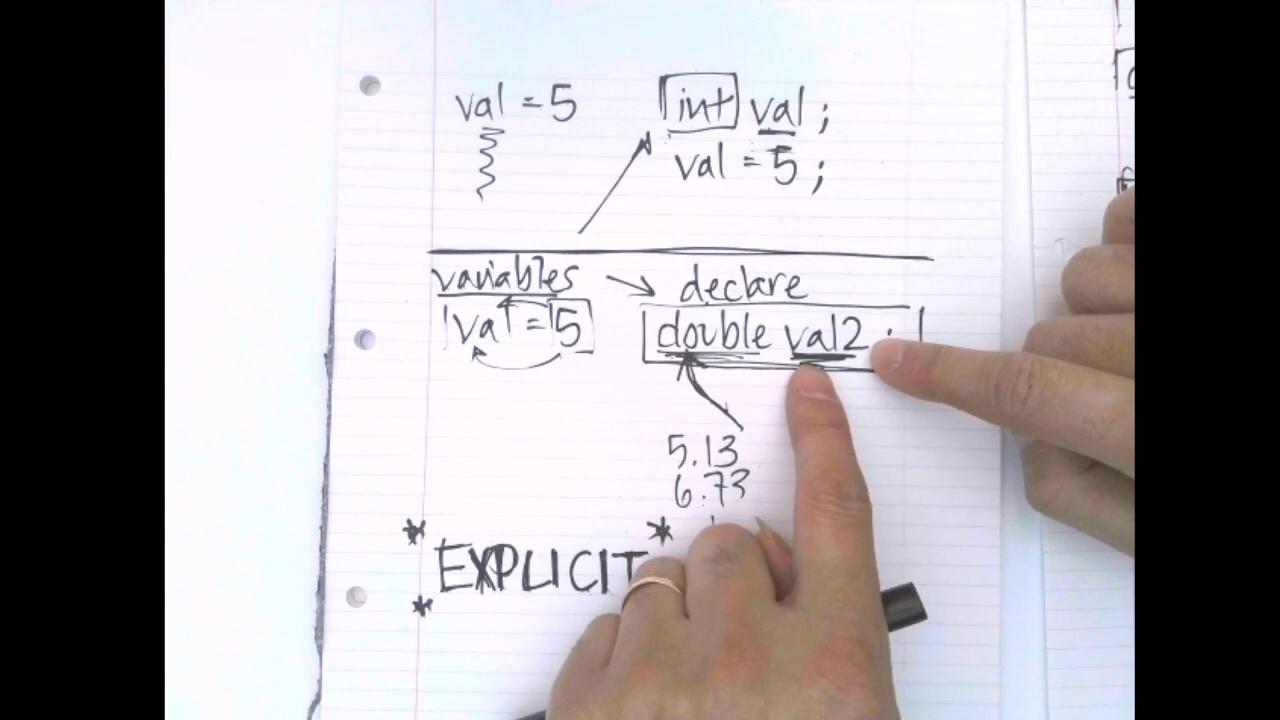 val = 5
int val ;
val = 5 ;
variables → declare
val = 5
double val2 ;
5.13
6.73
* *
EXPLICIT
*